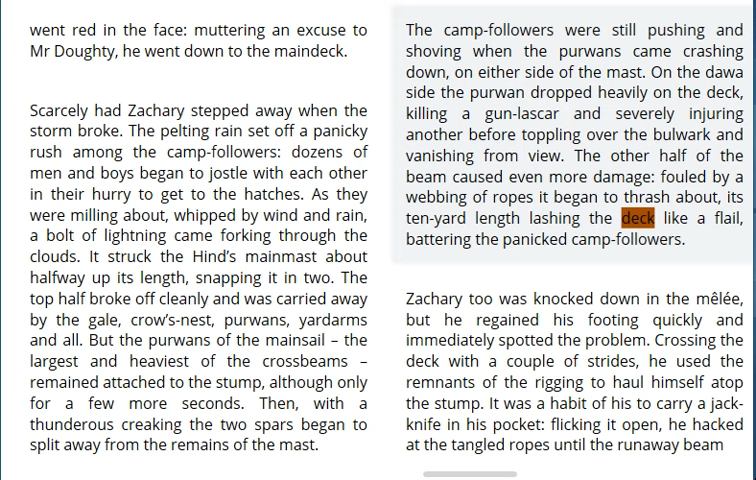 went red in the face: muttering an excuse to
Mr Doughty, he went down to the maindeck.
Scarcely had Zachary stepped away when the
storm broke. The pelting rain set off a panicky
rush among the camp-followers: dozens of
men and boys began to jostle with each other
in their hurry to get to the hatches. As they
were milling about, whipped by wind and rain,
a bolt of lightning came forking through the
clouds. It struck the Hind’s mainmast about
halfway up its length, snapping it in two. The
top half broke off cleanly and was carried away
by the gale, crow’s-nest, purwans, yardarms
and all. But the purwans of the mainsail – the
largest and heaviest of the crossbeams –
remained attached to the stump, although only
for a few more seconds. Then, with a
thunderous creaking the two spars began to
split away from the remains of the mast.
The camp-followers were still pushing and
shoving when the purwans came crashing
down, on either side of the mast. On the dawa
side the purwan dropped heavily on the deck,
killing a gun-lascar and severely injuring
another before toppling over the bulwark and
vanishing from view. The other half of the
beam caused even more damage: fouled by a
webbing of ropes it began to thrash about, its
ten-yard length lashing the deck like a flail,
battering the panicked camp-followers.
Zachary too was knocked down in the mêlée,
but he regained his footing quickly and
immediately spotted the problem. Crossing the
deck with a couple of strides, he used the
remnants of the rigging to haul himself atop
the stump. It was a habit of his to carry a jack-
knife in his pocket: flicking it open, he hacked
at the tangled ropes until the runaway beam